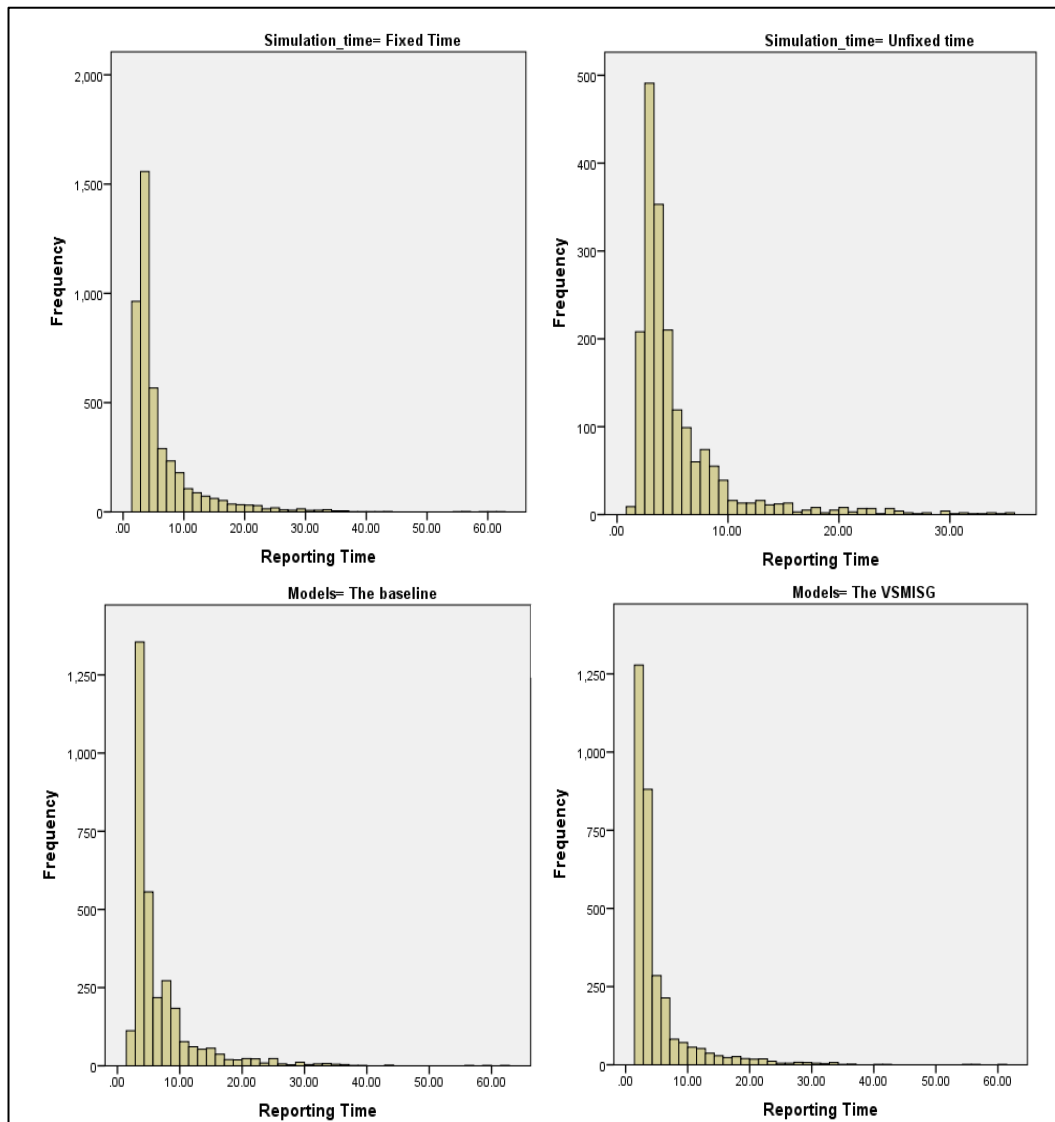 Simulation_time= Fixed Time
2,000
1,500
1,000
500
0
Frequency
.00 10.00 20.00 30.00 40.00 50.00 60.00
Reporting Time
Simulation_time= Unfixed time
500
400
300
200
100
0
Frequency
.00 10.00 20.00 30.00
Reporting Time
Models= The baseline
1,250
1,000
750
500
250
0
Frequency
.00 10.00 20.00 30.00 40.00 50.00 60.00
Reporting Time
Models= The VSMISG
1,250
1,000
750
500
250
0
Frequency
.00 10.00 20.00 30.00 40.00 50.00 60.00
Reporting Time